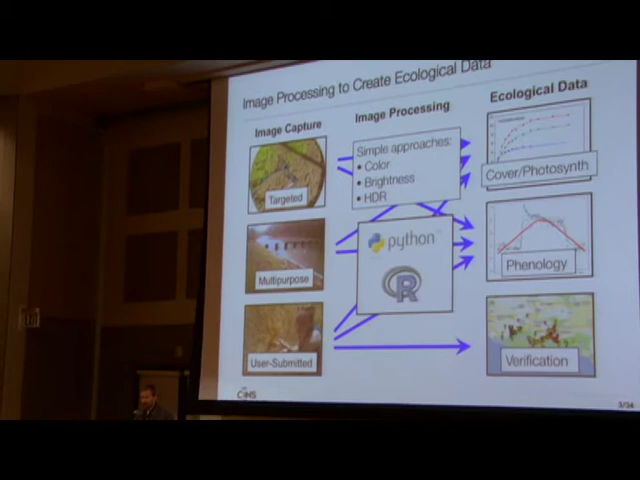 Image Processing to Create Ecological Data
Image Capture
Image Processing
Ecological Data
Targeted
Multipurpose
User-Submitted
Simple approaches:
• Color
• Brightness
• HDR
python
R
Cover/Photosynth
Phenology
Verification